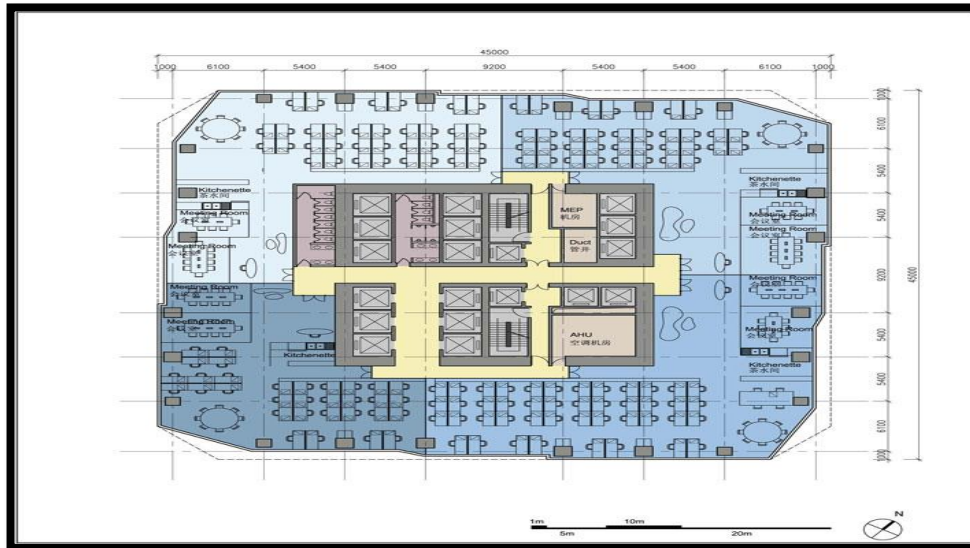 45000
1000 6100 5400 5400 9200 5400 5400 6100 1000
1000
6100
5400
5400
9200
5400
5400
6100
1000
45000
Kitchenette
茶水间
Meeting Room
会议室
Meeting Room
会议室
Meeting Room
Kitchenette
MEP
机房
Duct
管井
AHU
空调机房
Kitchenette
茶水间
Meeting Room
会议室
Meeting Room
会议室
Meeting Room
Meeting Room
会议室
Kitchenette
茶水间
1m 10m
5m 20m
N